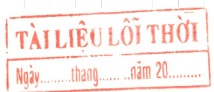 TÀI LIỆU LỖI THỜI
Ngày.........tháng....... ..năm 20.........